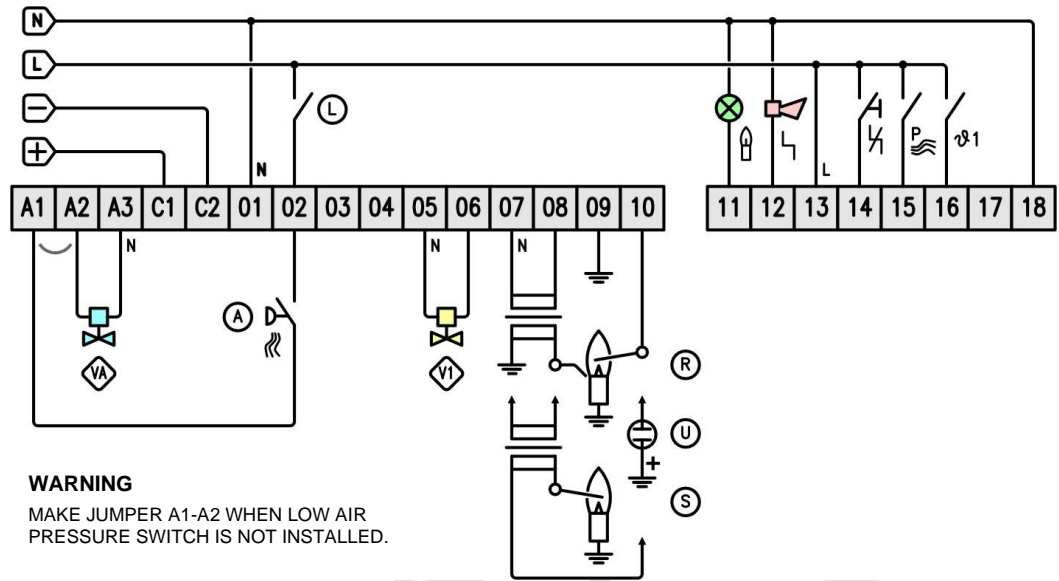 N
L
−
+
L
N
L
P
ϑ1
A1 A2 A3 C1 C2 01 02 03 04 05 06 07 08 09 10 11 12 13 14 15 16 17 18
N
N
N
A
VA
V1
R
U
+
S
WARNING
MAKE JUMPER A1-A2 WHEN LOW AIR
PRESSURE SWITCH IS NOT INSTALLED.